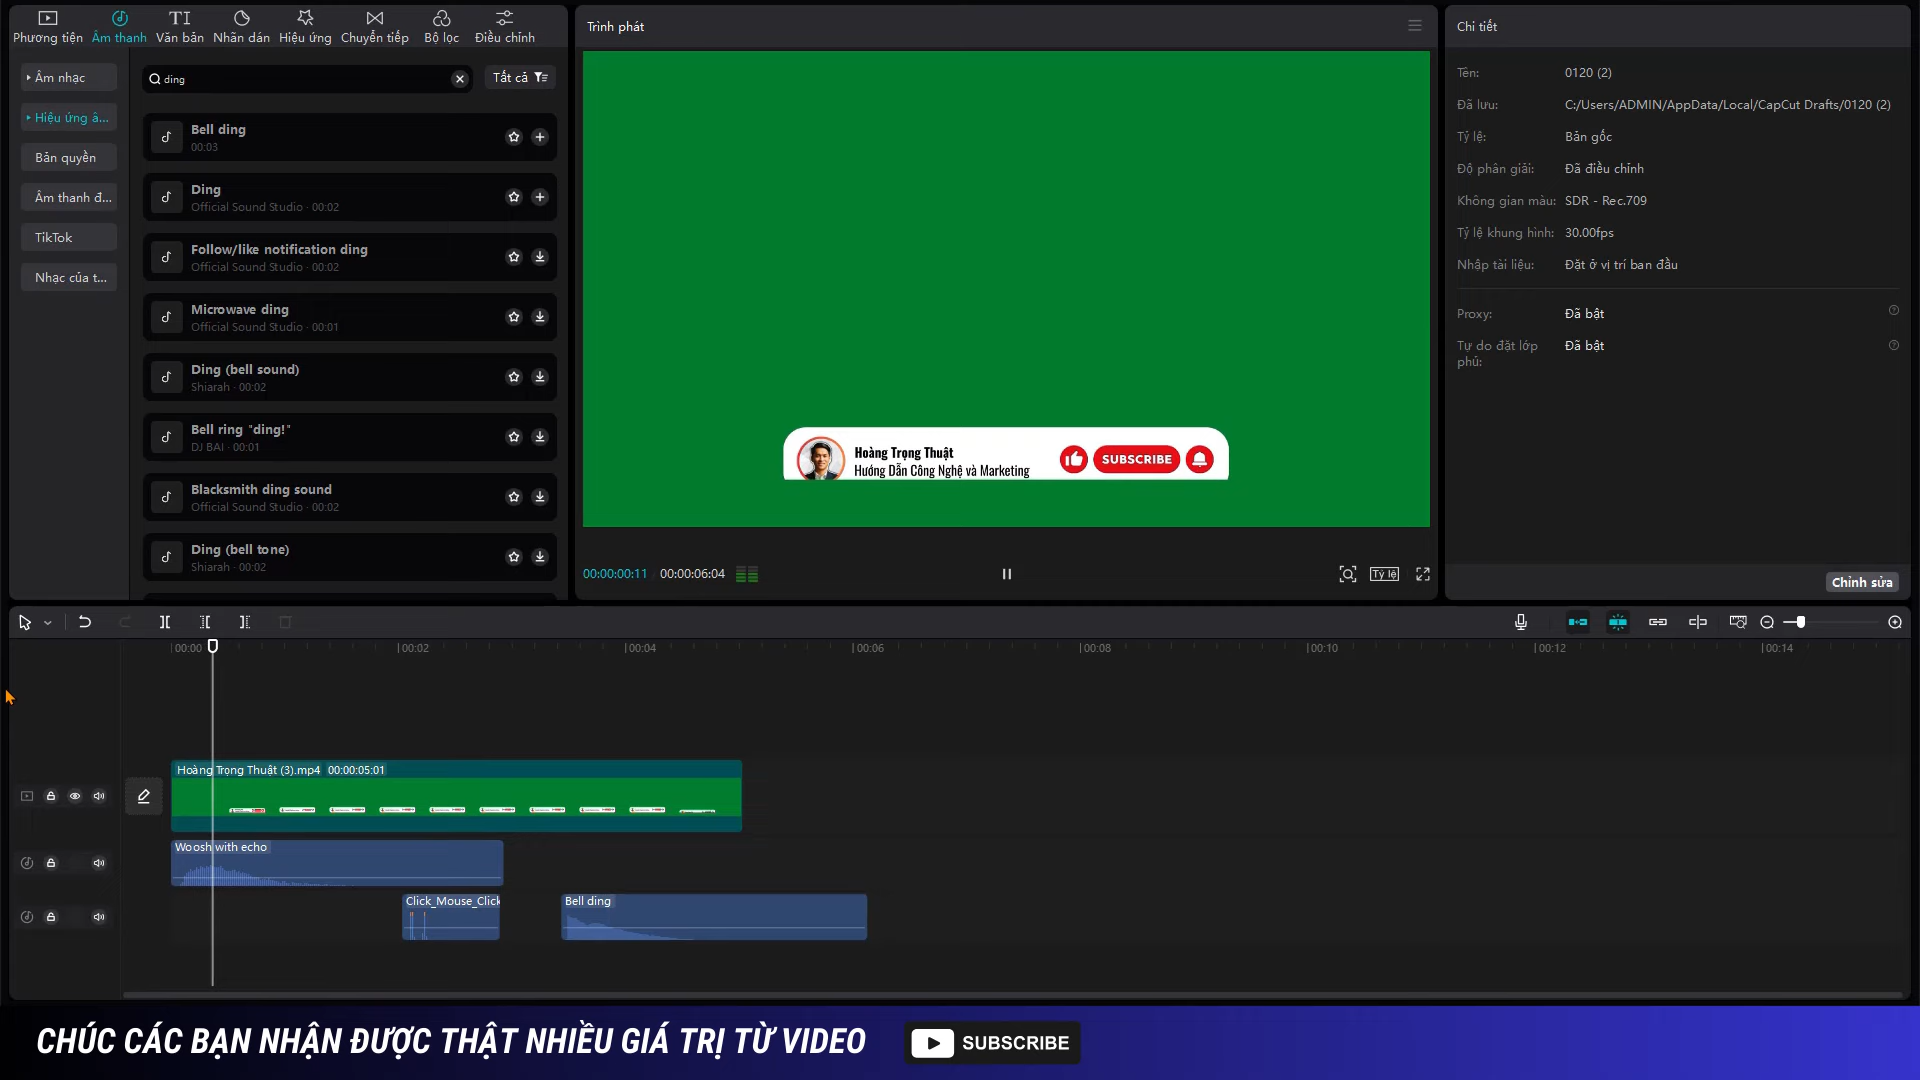 Phương tiện
Âm thanh
Văn bản
Nhãn dán
Hiệu ứng
Chuyển tiếp
Bộ lọc
Điều chỉnh
Âm nhạc
Hiệu ứng â...
Bản quyền
Âm thanh đ...
TikTok
Nhạc của t...
ding
Tất cả
Bell ding
00:03
Ding
Official Sound Studio · 00:02
Follow/like notification ding
Official Sound Studio · 00:02
Microwave ding
Official Sound Studio · 00:01
Ding (bell sound)
Shiarah · 00:02
Bell ring "ding!"
DJ BAI · 00:01
Blacksmith ding sound
Official Sound Studio · 00:02
Ding (bell tone)
Shiarah · 00:02
Trình phát
Hoàng Trọng Thuật
Hướng Dẫn Công Nghệ và Marketing
SUBSCRIBE
00:00:00:11
00:00:06:04
Tỷ lệ
Chi tiết
Tên: 0120 (2)
Đã lưu: C:/Users/ADMIN/AppData/Local/CapCut Drafts/0120 (2)
Tỷ lệ: Bản gốc
Độ phân giải: Đã điều chỉnh
Không gian màu: SDR - Rec.709
Tỷ lệ khung hình: 30.00fps
Nhập tài liệu: Đặt ở vị trí ban đầu
Proxy: Đã bật
Tự do đặt lớp phủ: Đã bật
Chỉnh sửa
00:00
00:02
00:04
00:06
00:08
00:10
00:12
00:14
Hoàng Trọng Thuật (3).mp4 00:00:05:01
Woosh with echo
Click_Mouse_Click
Bell ding
CHÚC CÁC BẠN NHẬN ĐƯỢC THẬT NHIỀU GIÁ TRỊ TỪ VIDEO
SUBSCRIBE